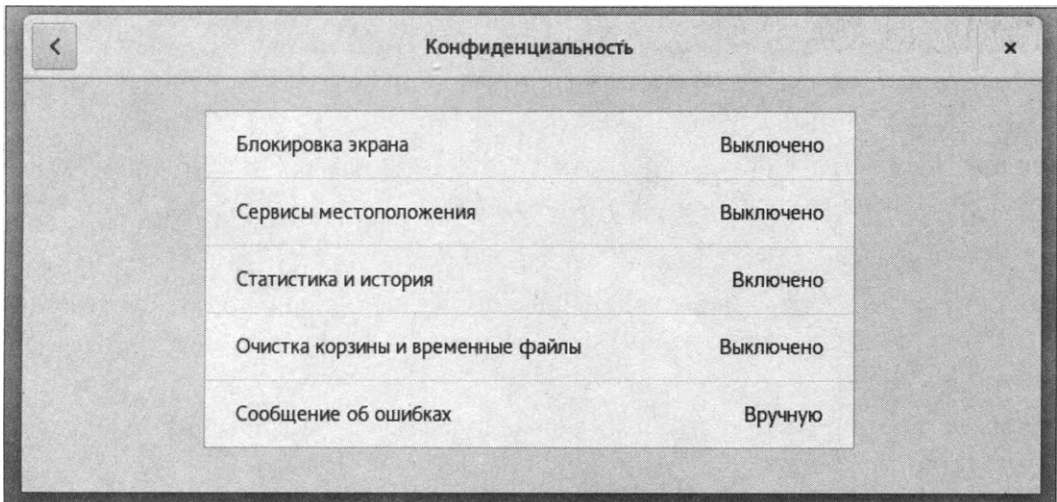 Конфиденциальность
Блокировка экрана Выключено
Сервисы местоположения Выключено
Статистика и история Включено
Очистка корзины и временные файлы Выключено
Сообщение об ошибках Вручную